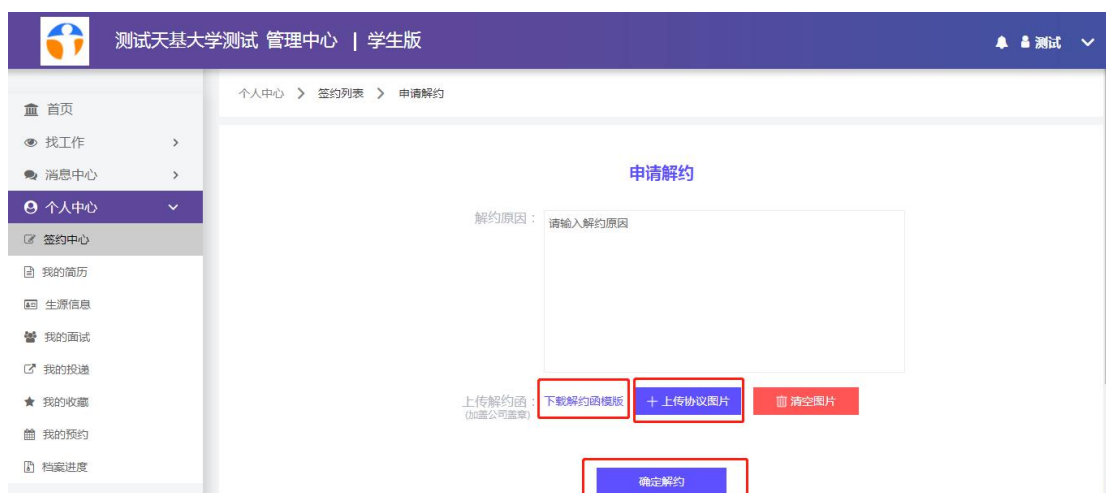 测试天基大学测试 管理中心 | 学生版
测试
个人中心 > 签约列表 > 申请解约
首页
找工作
消息中心
个人中心
签约中心
我的简历
生源信息
我的面试
我的投递
我的收藏
我的预约
档案进度
申请解约
解约原因：
请输入解约原因
上传解约函： 下载解约函模版 + 上传协议图片 清空图片
(加盖公司盖章)
确定解约